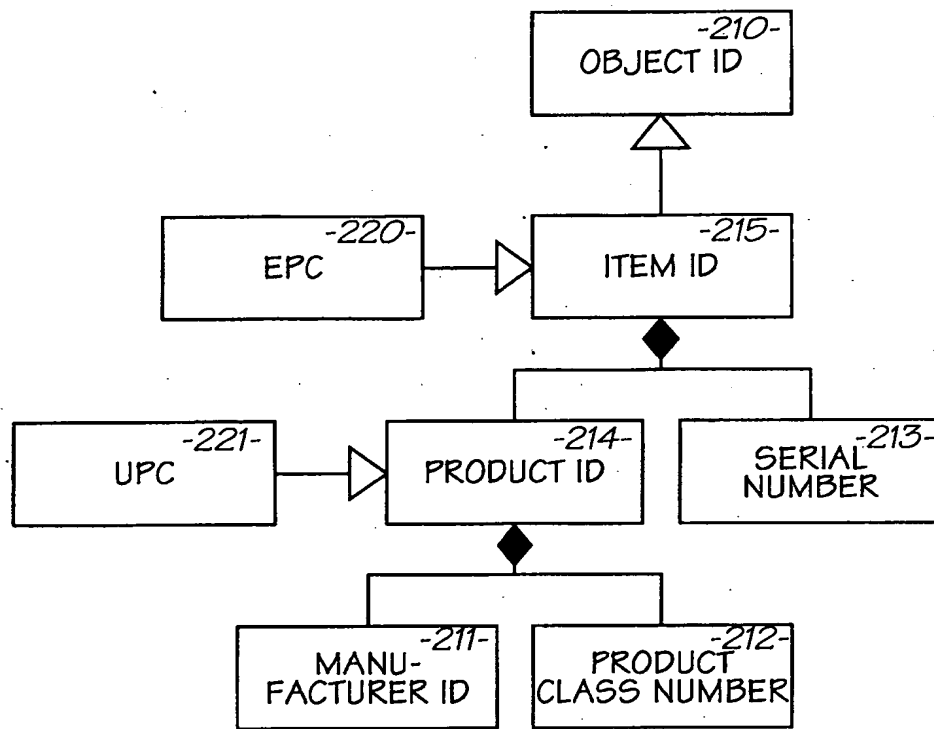 -210-
OBJECT ID
-220-
EPC
-215-
ITEM ID
-221-
UPC
-214-
PRODUCT ID
-213-
SERIAL
NUMBER
-211-
MANU-
FACTURER ID
-212-
PRODUCT
CLASS NUMBER